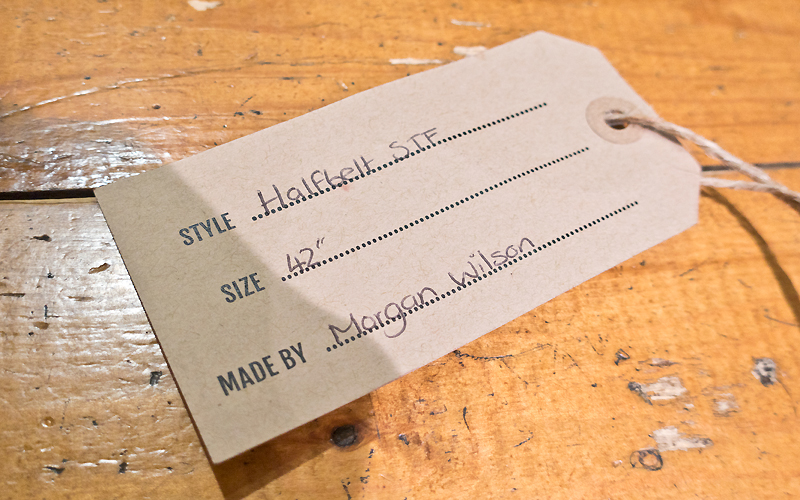 STYLE Halfbelt STF
SIZE 42"
MADE BY Morgan Wilson